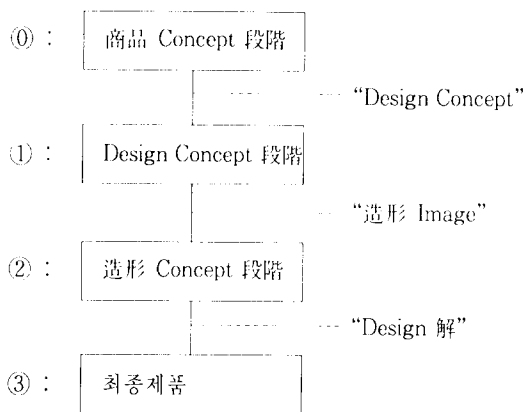 ⓪ : 商品 Concept 段階
“Design Concept”
① : Design Concept 段階
“造形 Image”
② : 造形 Concept 段階
“Design 解”
③ : 최종제품